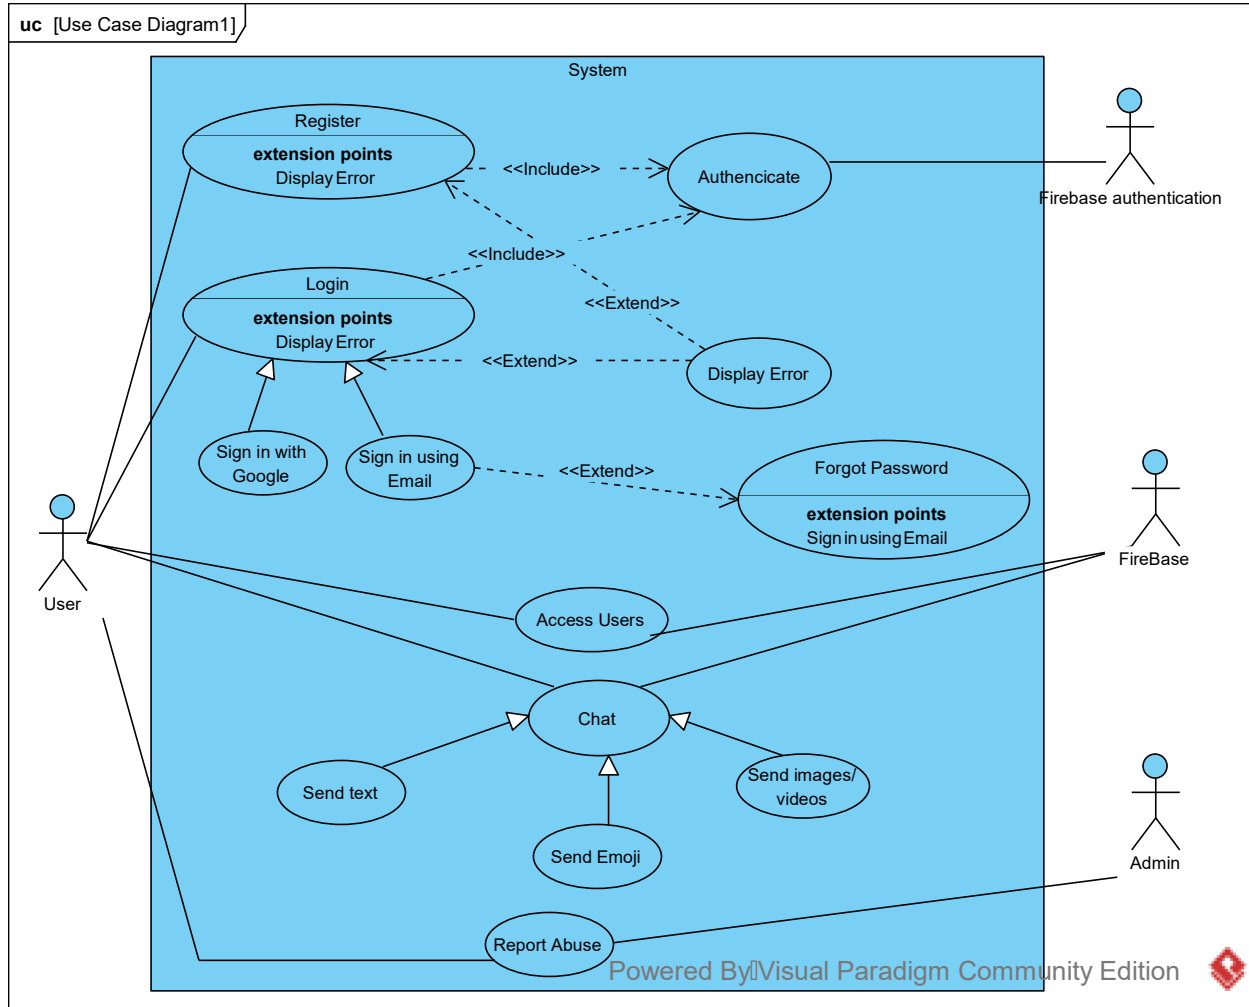 uc [Use Case Diagram1]
System
Register
extension points
Display Error
<<Include>>
Authencicate
Firebase authentication
<<Include>>
Login
extension points
Display Error
<<Extend>>
<<Extend>>
Display Error
Sign in with
Google
Sign in using
Email
<<Extend>>
Forgot Password
extension points
Sign in using Email
FireBase
User
Access Users
Chat
Send text
Send images/
videos
Send Emoji
Admin
Report Abuse
Powered By Visual Paradigm Community Edition